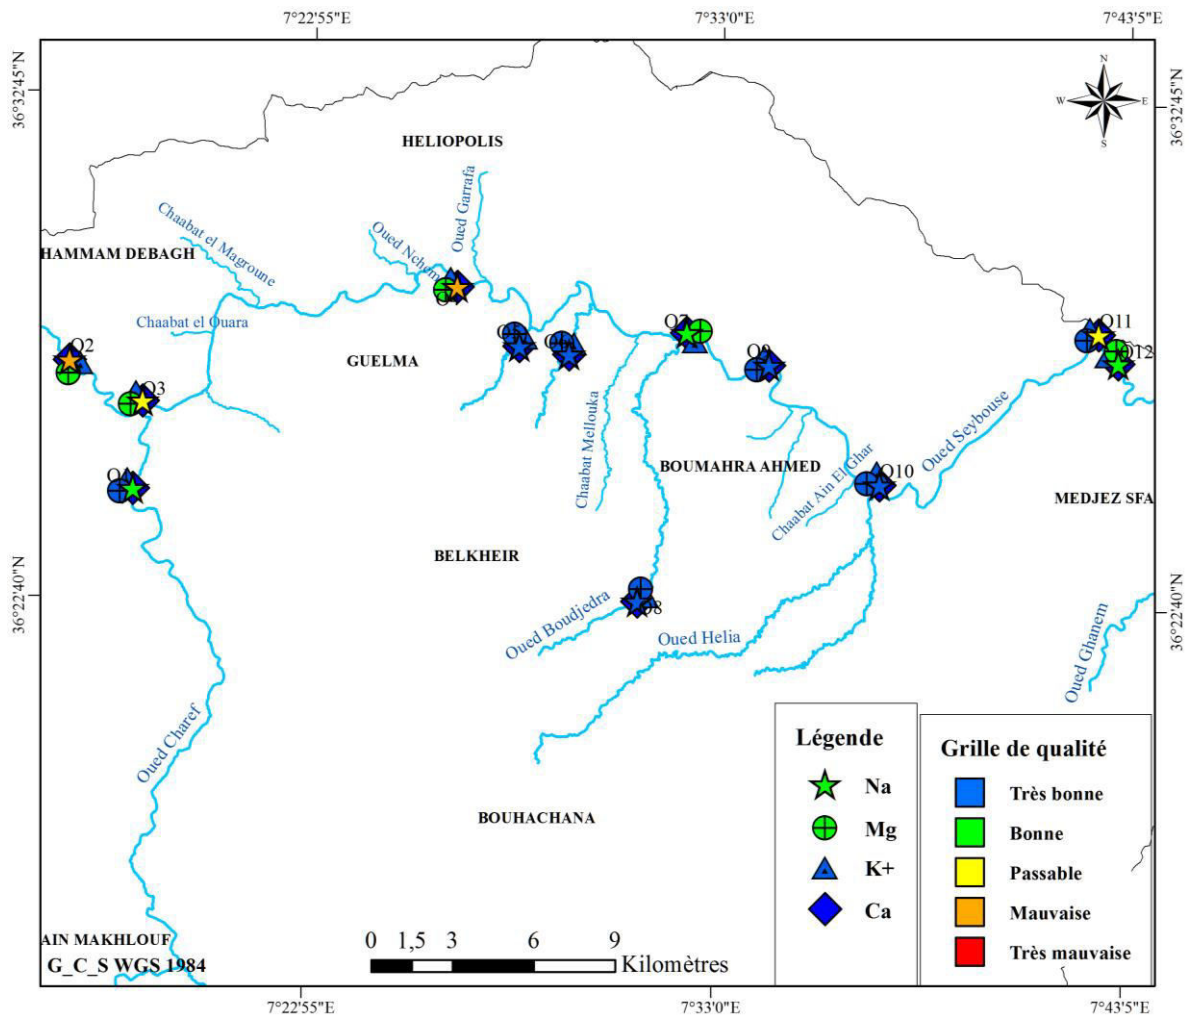 7°22'55"E
7°33'0"E
7°43'5"E
36°32'45"N
36°32'45"N
N
W
E
S
HELIOPOLIS
Oued Garrafa
Chaabat el Magroune
Oued Nchem
HAMMAM DEBAGH
Chaabat el Ouara
GUELMA
Q2
Q3
Q7
Q9
Q11
Q12
Oued Seybouse
Chaabat Mellouka
BOUMAHRA AHMED
Chaabat Ain El Ghar
Q10
MEDJEZ SFA
BELKHEIR
36°22'40"N
36°22'40"N
Oued Boudjedra
Q8
Oued Helia
Oued Ghanem
Oued Charef
BOUHACHANA
Légende
Na
Mg
K+
Ca
Grille de qualité
Très bonne
Bonne
Passable
Mauvaise
Très mauvaise
AIN MAKHLOUF
G_C_S WGS 1984
0 1,5 3 6 9
Kilomètres
7°22'55"E
7°33'0"E
7°43'5"E